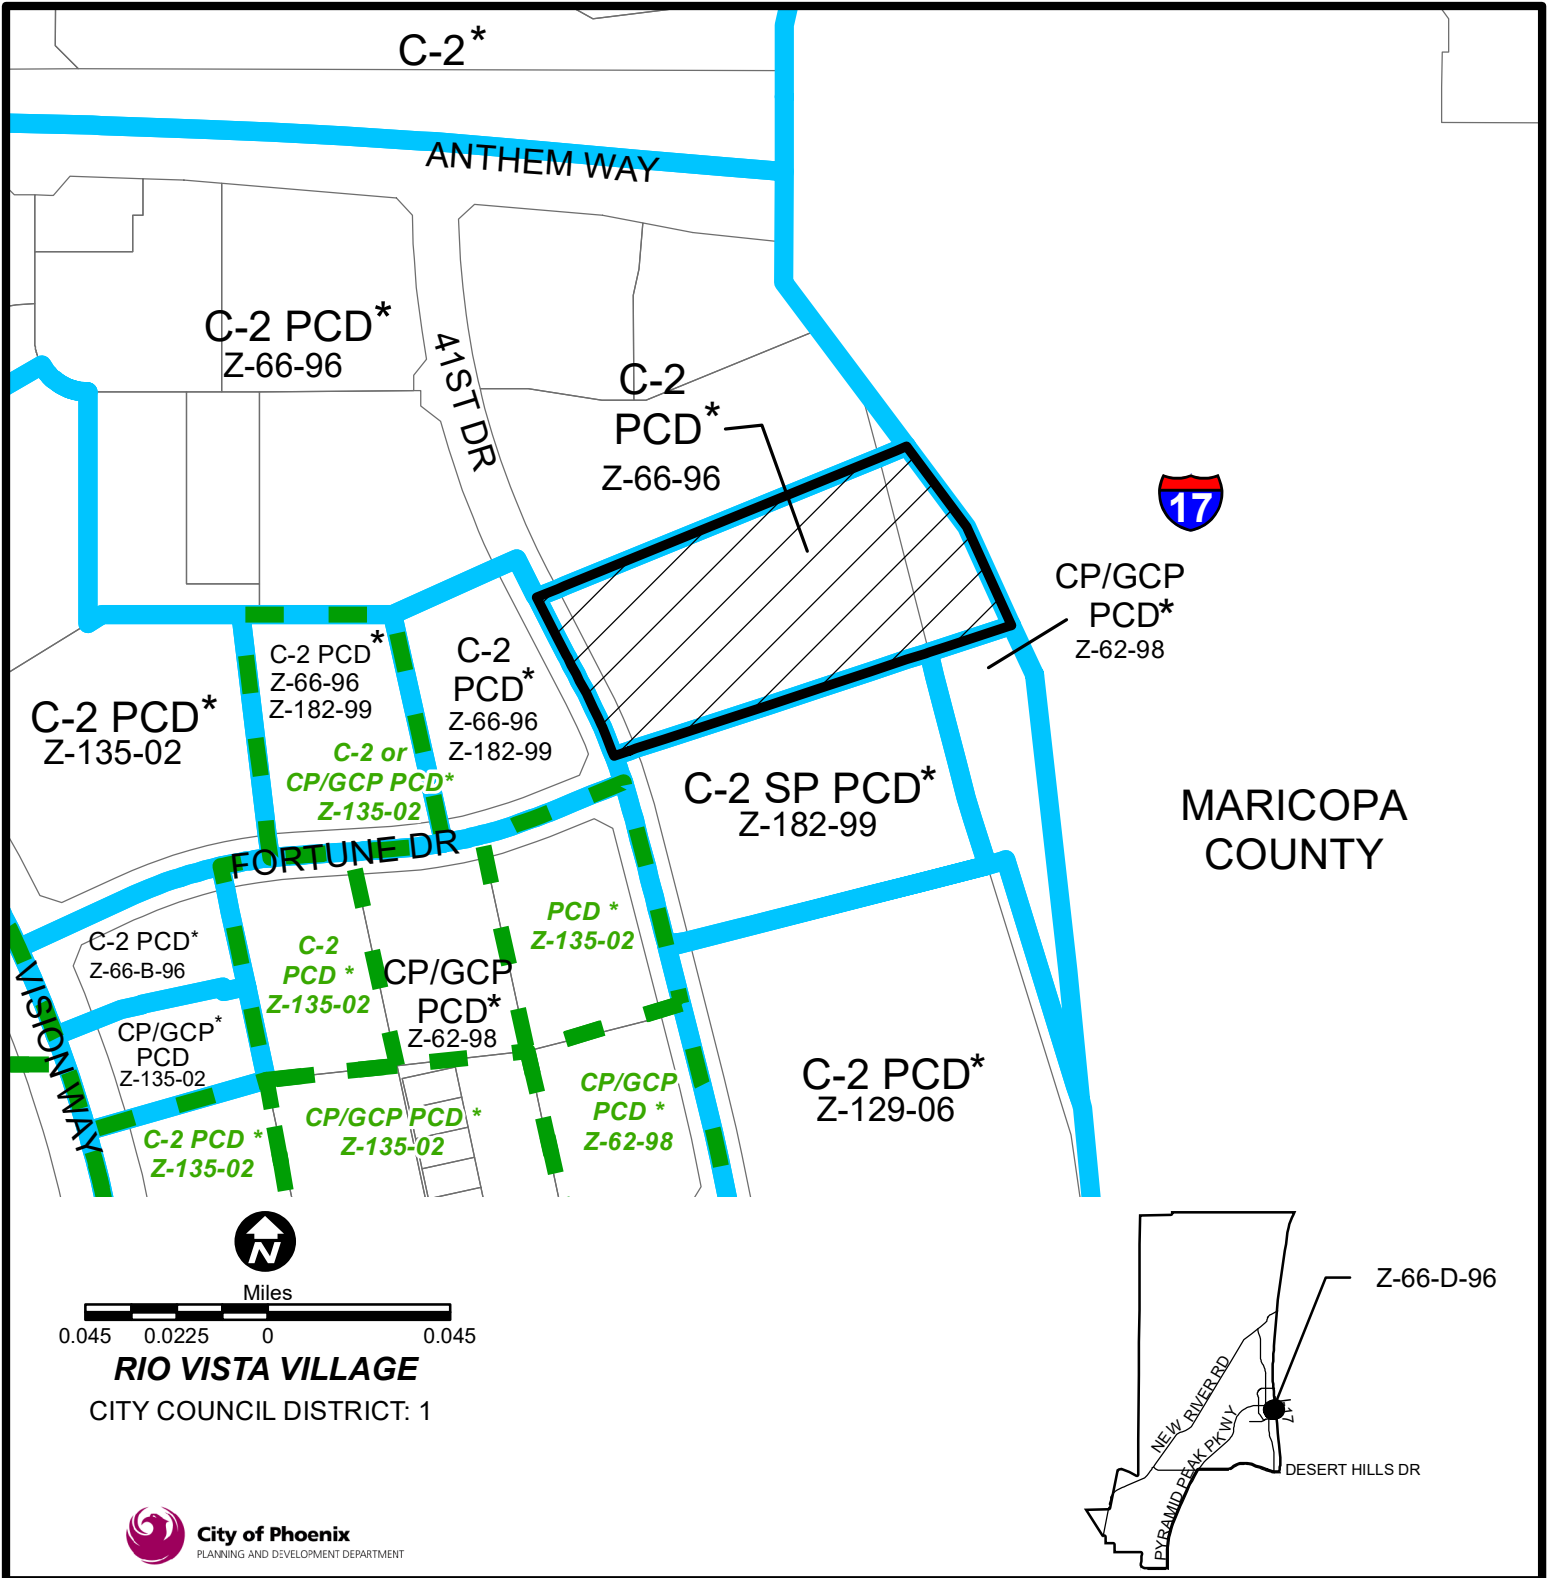 C-2*
ANTHEM WAY
C-2 PCD*
Z-66-96
41ST DR
C-2
PCD*
Z-66-96
17
CP/GCP
PCD*
Z-62-98
C-2 PCD*
Z-66-96
Z-182-99
C-2
PCD*
Z-66-96
Z-182-99
C-2 PCD*
Z-135-02
C-2 or
CP/GCP PCD*
Z-135-02
C-2 SP PCD*
Z-182-99
MARICOPA
COUNTY
FORTUNE DR
C-2 PCD*
Z-66-B-96
C-2
PCD *
Z-135-02
PCD *
Z-135-02
CP/GCP
PCD*
Z-62-98
VISION WAY
CP/GCP*
PCD
Z-135-02
C-2 PCD*
Z-129-06
CP/GCP
PCD *
Z-62-98
CP/GCP PCD *
Z-135-02
C-2 PCD *
Z-135-02
N
Miles
0.045 0.0225 0 0.045
RIO VISTA VILLAGE
CITY COUNCIL DISTRICT: 1
City of Phoenix
PLANNING AND DEVELOPMENT DEPARTMENT
Z-66-D-96
NEW RIVER RD
I-17
PYRAMID PEAK PKWY
DESERT HILLS DR